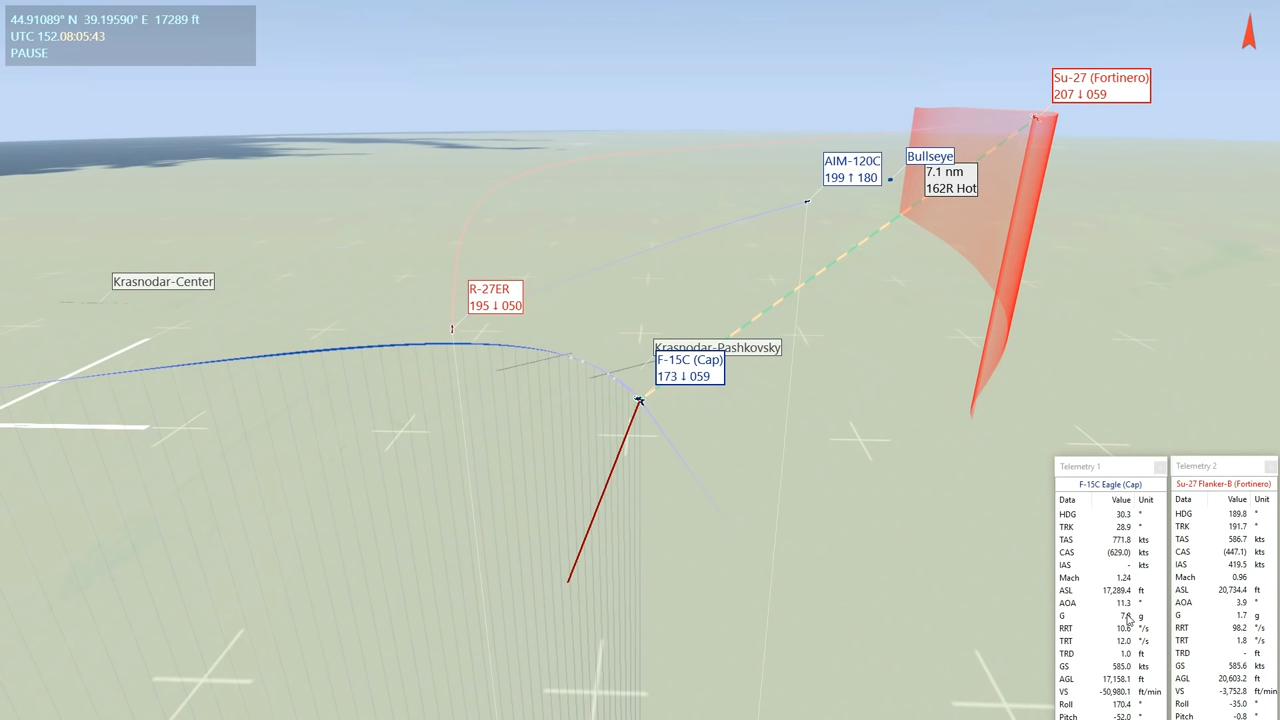 44.91089° N 39.19590° E 17289 ft
UTC 152.08:05:43
PAUSE
Su-27 (Fortinero)
207 ↓ 059
AIM-120C
199 ↑ 180
Bullseye
7.1 nm
162R Hot
Krasnodar-Center
R-27ER
195 ↓ 050
Krasnodar-Pashkovsky
F-15C (Cap)
173 ↓ 059
Telemetry 1
F-15C Eagle (Cap)
Data Value Unit
HDG 30.3 °
TRK 28.9 °
TAS 771.8 kts
CAS (629.0) kts
IAS - kts
Mach 1.24
ASL 17,289.4 ft
AOA 11.3 °
G g
RRT 10.6 °/s
TRT 12.0 °/s
TRD 1.0 ft
GS 585.0 kts
AGL 17,158.1 ft
VS -50,980.1 ft/min
Roll 170.4 °
Pitch -52.0 °
Telemetry 2
Su-27 Flanker-B (Fortinero)
Data Value Unit
HDG 189.8 °
TRK 191.7 °
TAS 586.7 kts
CAS (447.1) kts
IAS 419.5 kts
Mach 0.96
ASL 20,734.4 ft
AOA 3.9 °
G 1.7 g
RRT 98.2 °/s
TRT 1.8 °/s
TRD - ft
GS 585.6 kts
AGL 20,603.2 ft
VS -3,752.8 ft/min
Roll -35.0 °
Pitch -0.8 °